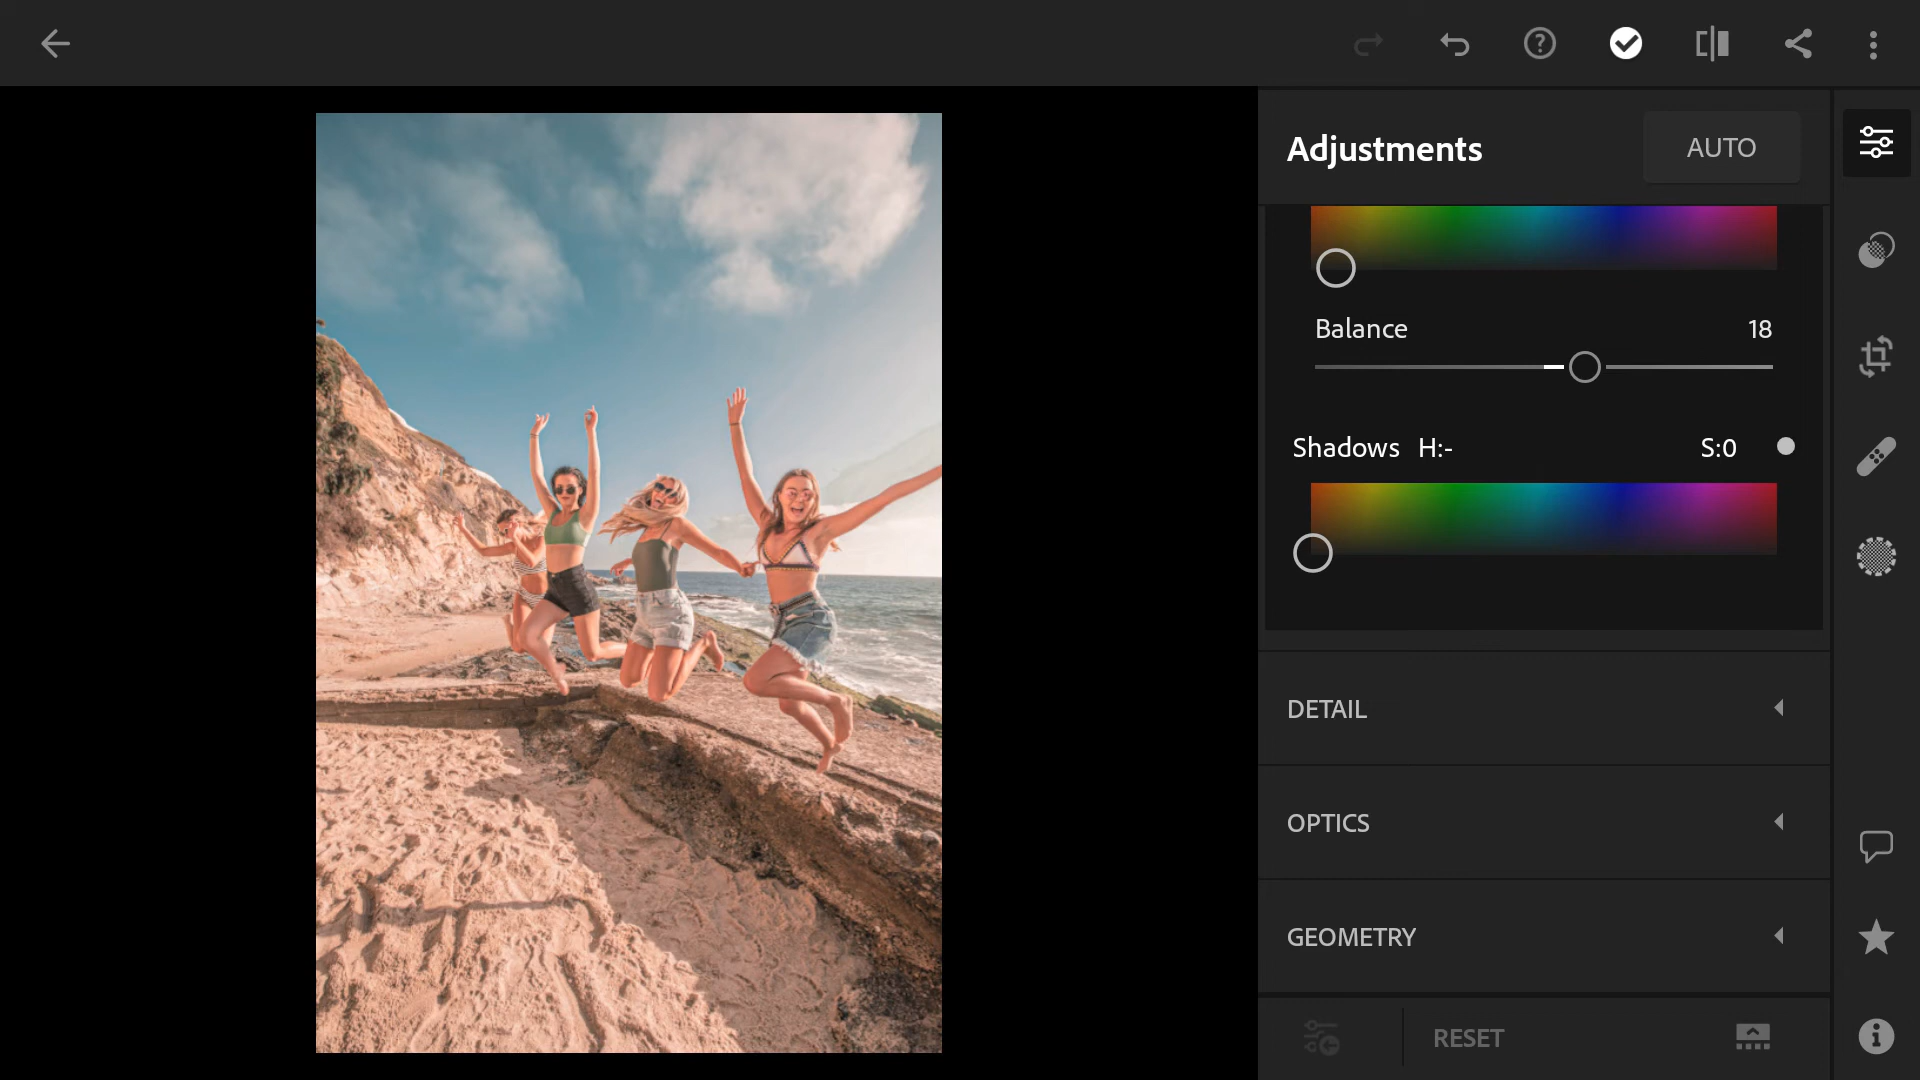 Adjustments AUTO
Balance 18
Shadows H:- S:0
DETAIL
OPTICS
GEOMETRY
RESET